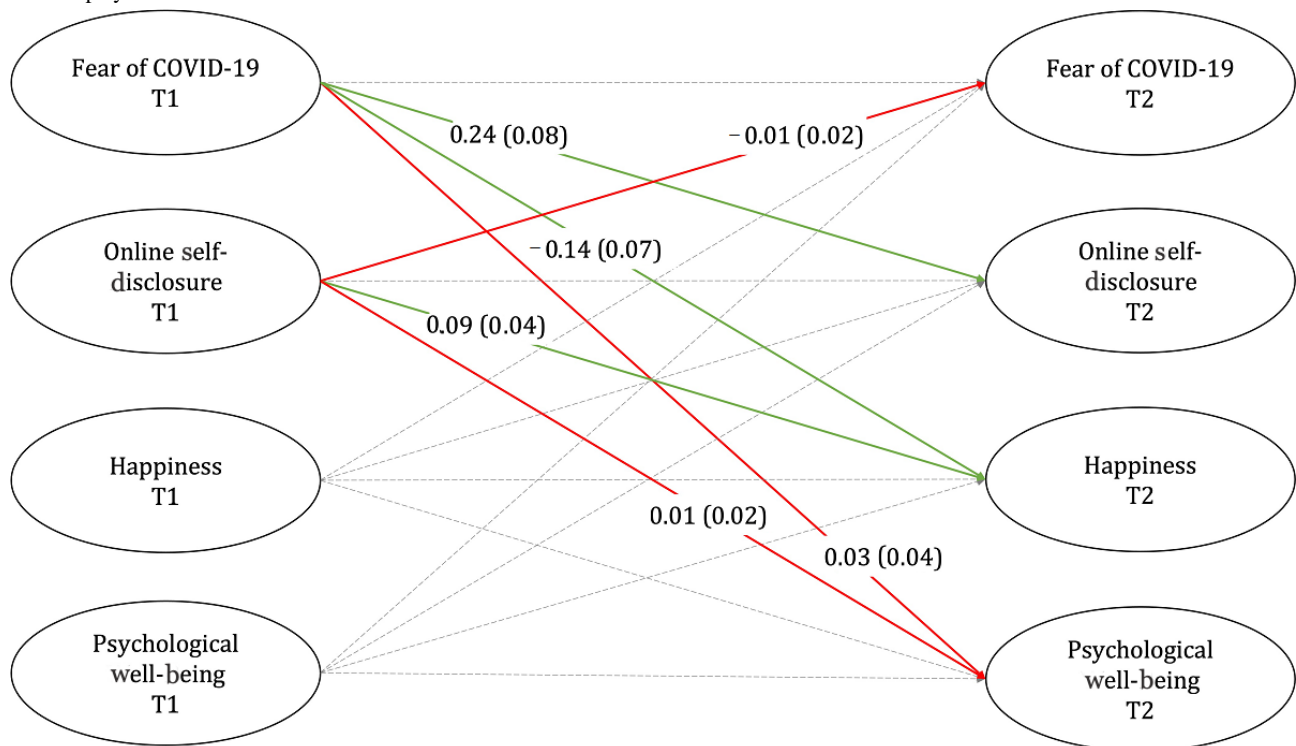 Fear of COVID-19
T1
Fear of COVID-19
T2
0.24 (0.08)
−0.01 (0.02)
Online self-
disclosure
T1
−0.14 (0.07)
Online self-
disclosure
T2
0.09 (0.04)
Happiness
T1
Happiness
T2
0.01 (0.02)
0.03 (0.04)
Psychological
well-being
T1
Psychological
well-being
T2